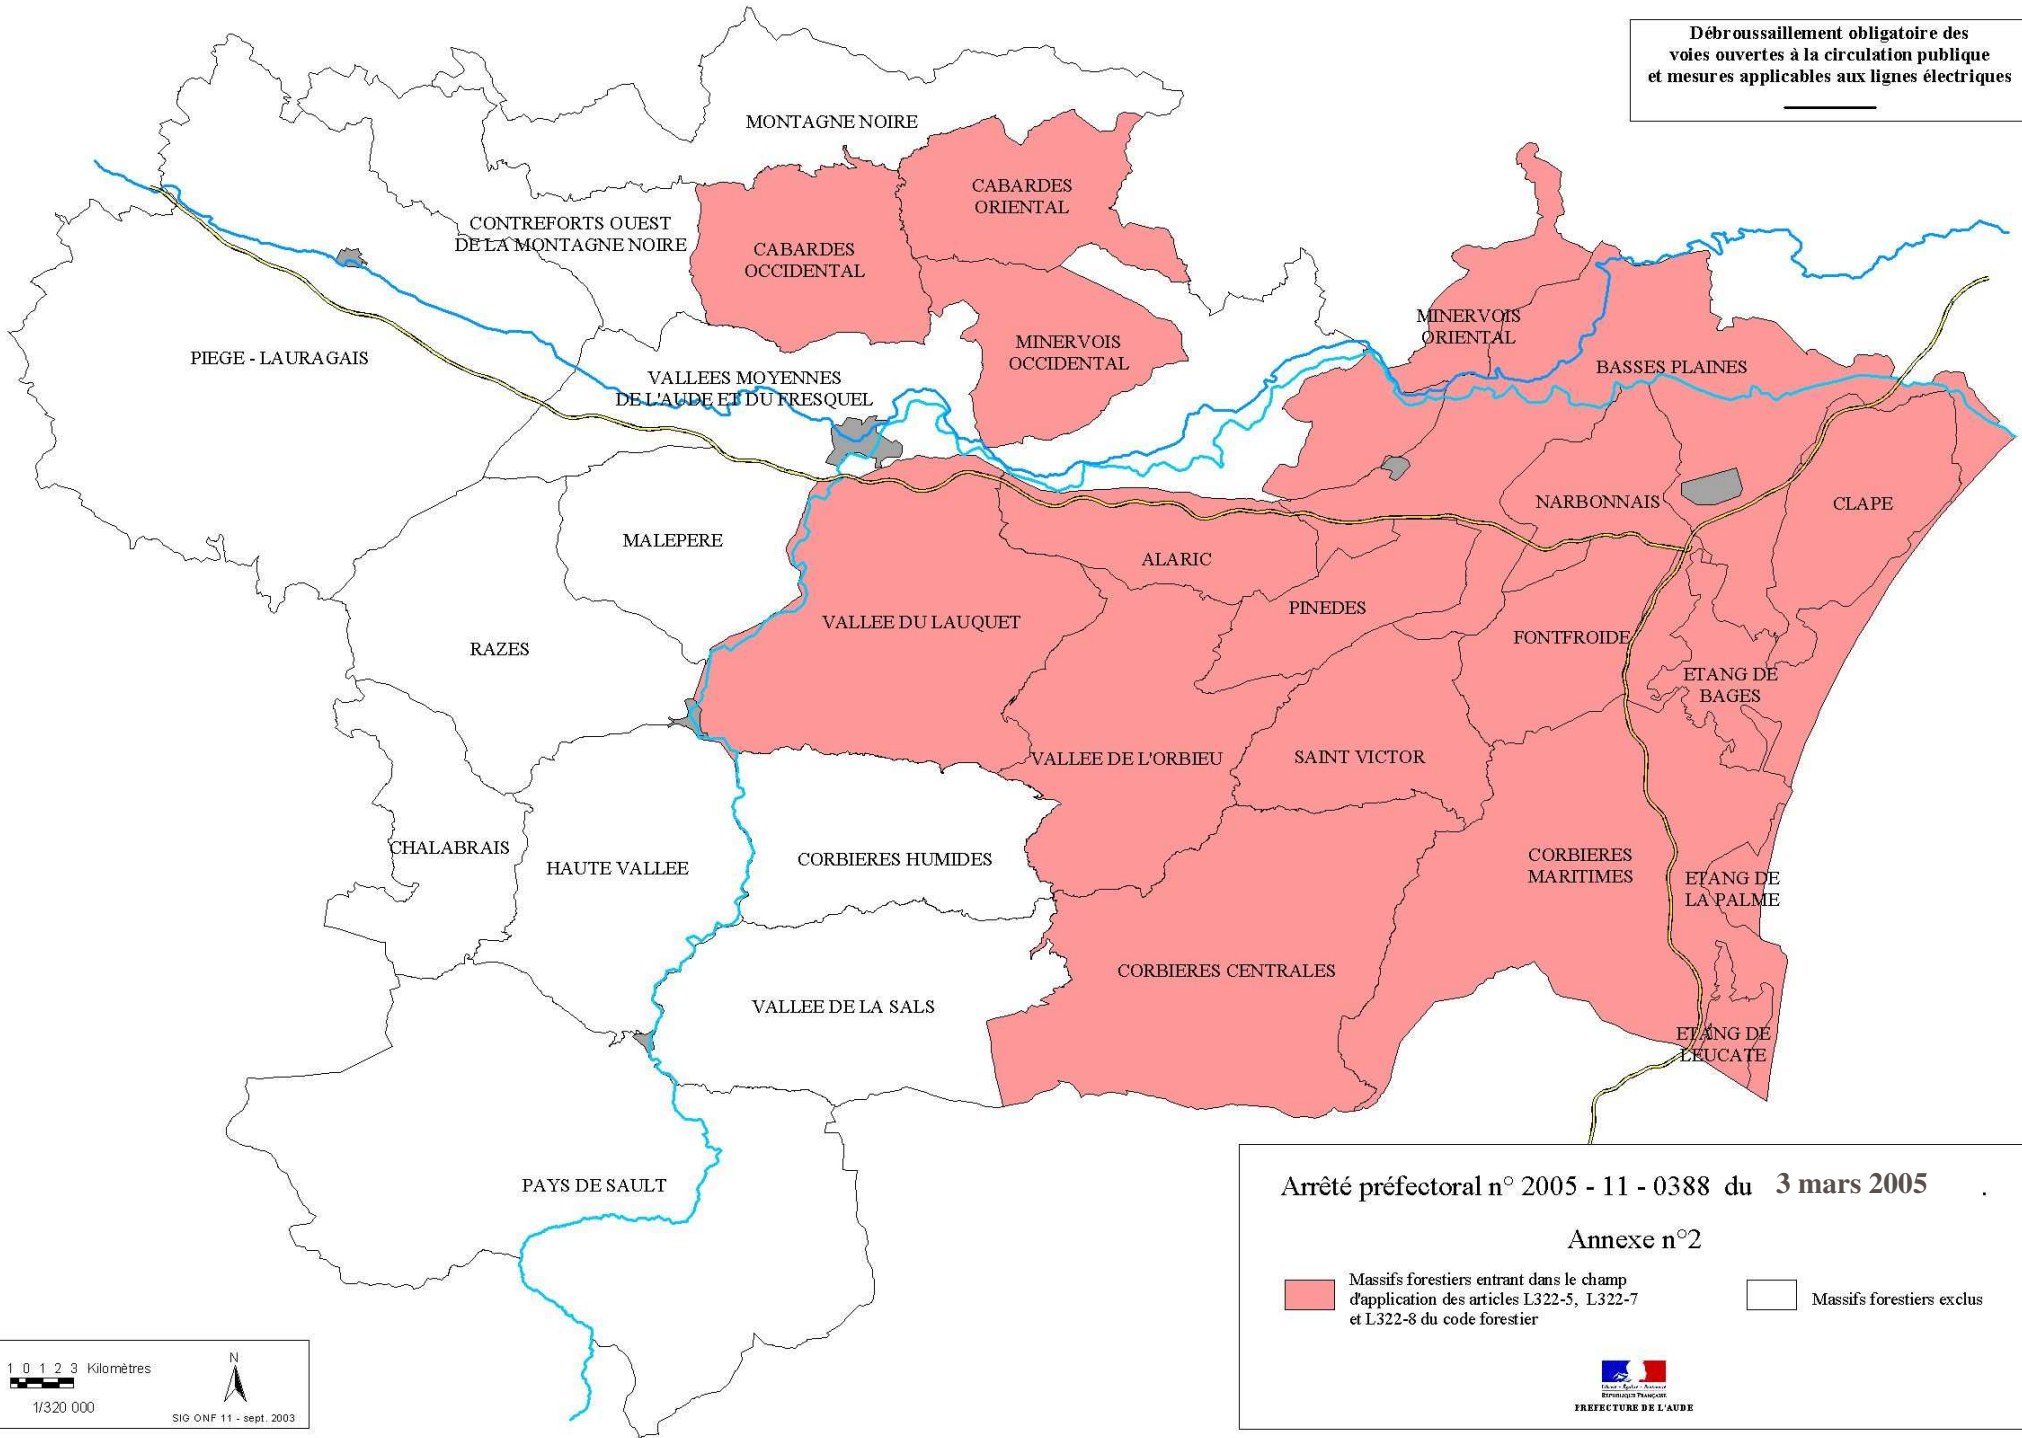 Débroussaillement obligatoire des
voies ouvertes à la circulation publique
et mesures applicables aux lignes électriques
MONTAGNE NOIRE
CABARDES
ORIENTAL
CONTREFORTS OUEST
DE LA MONTAGNE NOIRE
CABARDES
OCCIDENTAL
MINERVOIS
ORIENTAL
MINERVOIS
OCCIDENTAL
PIEGE - LAURAGAIS
BASSES PLAINES
VALLEES MOYENNES
DE L'AUDE ET DU FRESQUEL
NARBONNAIS
CLAPE
MALEPERE
ALARIC
PINEDES
VALLEE DU LAUQUET
FONTFROIDE
RAZES
ETANG DE
BAGES
VALLEE DE L'ORBIEU
SAINT VICTOR
CHALABRAIS
HAUTE VALLEE
CORBIERES HUMIDES
CORBIERES
MARITIMES
ETANG DE
LA PALME
CORBIERES CENTRALES
VALLEE DE LA SALS
ETANG DE
LEUCATE
PAYS DE SAULT
Arrêté préfectoral n° 2005 - 11 - 0388 du 3 mars 2005 .
Annexe n°2
Massifs forestiers entrant dans le champ
d'application des articles L322-5, L322-7
et L322-8 du code forestier
Massifs forestiers exclus
Liberté • Égalité • Fraternité
RÉPUBLIQUE FRANÇAISE
PREFECTURE DE L'AUDE
1 0 1 2 3 Kilomètres
1/320 000
N
SIG ONF 11 - sept. 2003